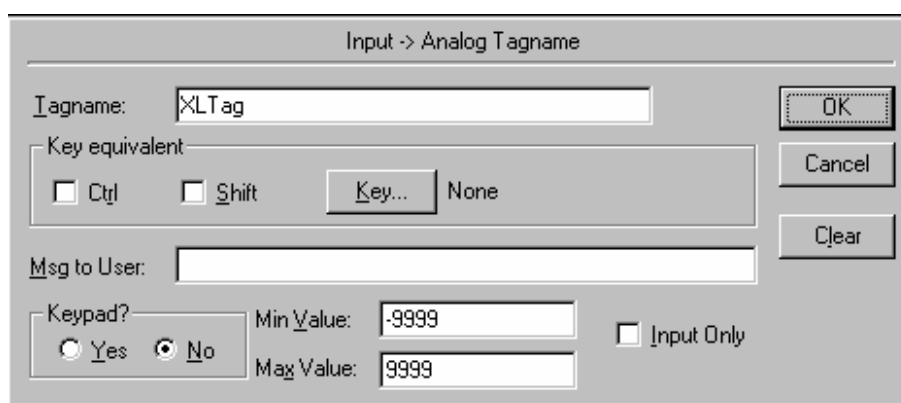 Input -> Analog Tagname
Tagname: XLTag
OK
Key equivalent
Ctrl Shift Key... None
Cancel
Clear
Msg to User:
Keypad?
Yes No
Min Value: -9999
Input Only
Max Value: 9999